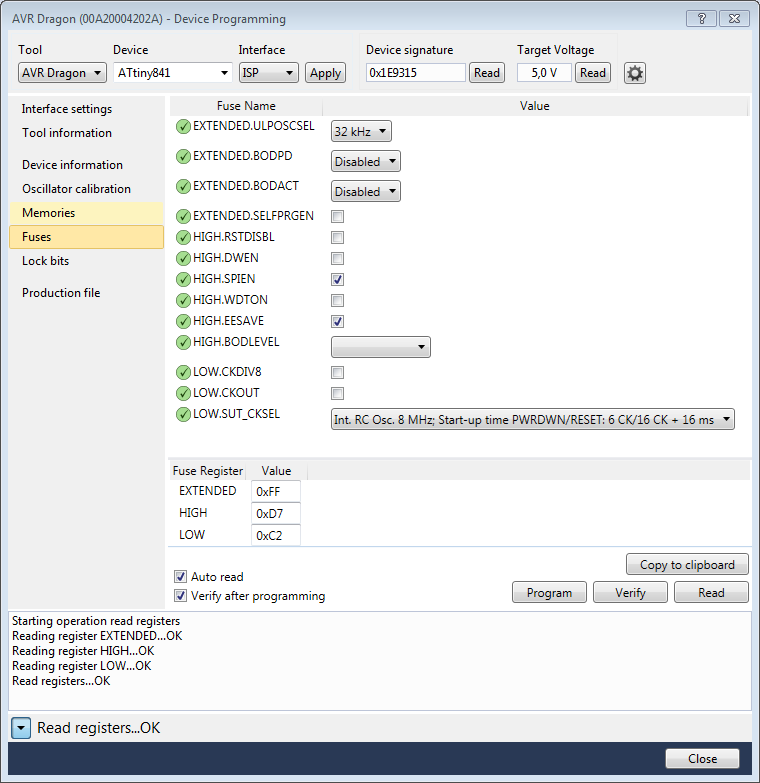 AVR Dragon (00A20004202A) - Device Programming
Tool Device Interface Device signature Target Voltage
AVR Dragon ATtiny841 ISP Apply 0x1E9315 Read 5,0 V Read
Interface settings
Tool information
Device information
Oscillator calibration
Memories
Fuses
Lock bits
Production file
Fuse Name Value
EXTENDED.ULPOSCSEL 32 kHz
EXTENDED.BODPD Disabled
EXTENDED.BODACT Disabled
EXTENDED.SELFPRGEN
HIGH.RSTDISBL
HIGH.DWEN
HIGH.SPIEN
HIGH.WDTON
HIGH.EESAVE
HIGH.BODLEVEL
LOW.CKDIV8
LOW.CKOUT
LOW.SUT_CKSEL Int. RC Osc. 8 MHz; Start-up time PWRDWN/RESET: 6 CK/16 CK + 16 ms
Fuse Register Value
EXTENDED 0xFF
HIGH 0xD7
LOW 0xC2
Copy to clipboard
Auto read
Verify after programming
Program Verify Read
Starting operation read registers
Reading register EXTENDED...OK
Reading register HIGH...OK
Reading register LOW...OK
Read registers...OK
Read registers...OK
Close